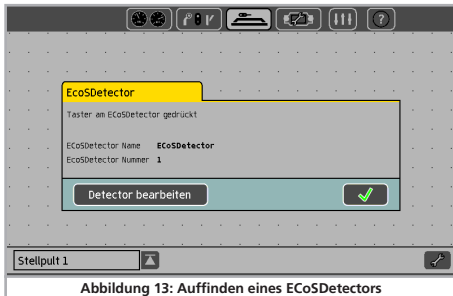 ?
EcoSDetector
Taster am ECoSDetector gedrückt
ECoSDetector Name ECoSDetector
EcoSDetector Nummer 1
Detector bearbeiten
Stellpult 1
Abbildung 13: Auffinden eines ECoSDetectors